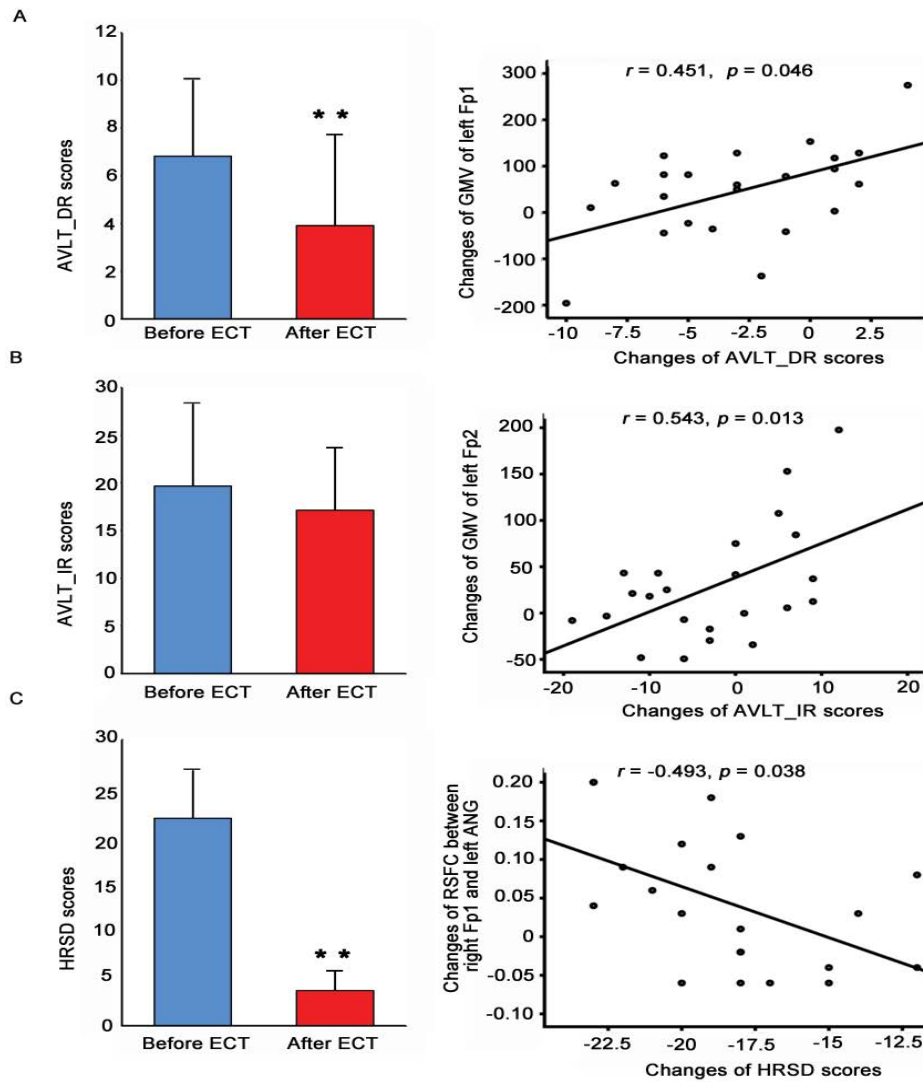 A
AVLT_DR scores
12
10
8
6
4
2
0
Before ECT
After ECT
* *
r = 0.451, p = 0.046
Changes of GMV of left Fp1
300
200
100
0
-100
-200
-10
-7.5
-5
-2.5
0
2.5
Changes of AVLT_DR scores
B
AVLT_IR scores
30
25
20
15
10
5
0
Before ECT
After ECT
r = 0.543, p = 0.013
Changes of GMV of left Fp2
200
150
100
50
0
-50
-20
-10
0
10
20
Changes of AVLT_IR scores
C
HRSD scores
30
25
20
15
10
5
0
Before ECT
After ECT
* *
r = -0.493, p = 0.038
Changes of RSFC between
right Fp1 and left ANG
0.20
0.15
0.10
0.05
0
-0.05
-0.10
-22.5
-20
-17.5
-15
-12.5
Changes of HRSD scores